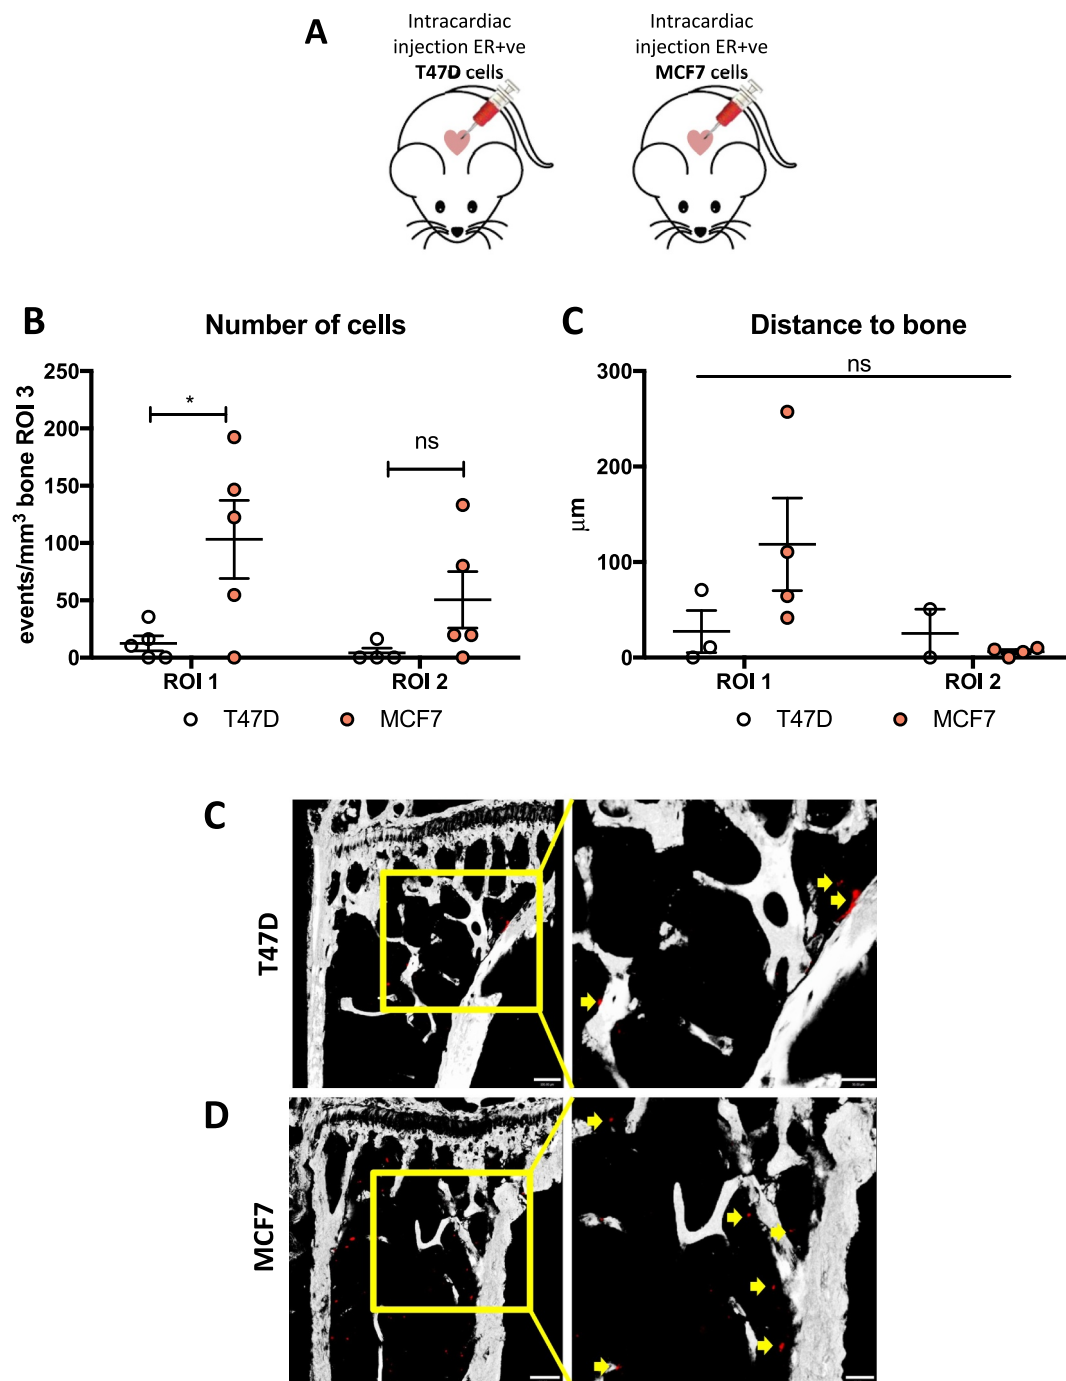 A
Intracardiac
injection ER+ve
T47D cells
Intracardiac
injection ER+ve
MCF7 cells
B
Number of cells
events/mm³ bone ROI 3
250
200
150
100
50
0
*
ns
ROI 1
ROI 2
T47D
MCF7
C
Distance to bone
μm
300
200
100
0
ns
ROI 1
ROI 2
T47D
MCF7
C
T47D
D
MCF7